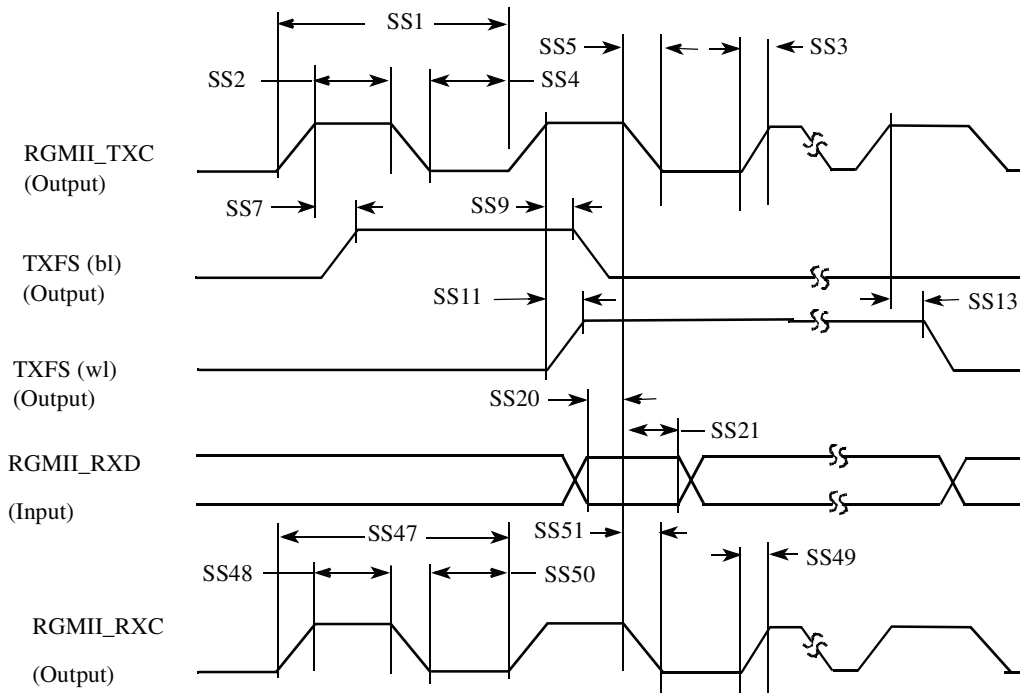 SS1
SS5
SS3
SS2
SS4
RGMII_TXC
(Output)
SS7
SS9
TXFS (bl)
(Output)
SS11
SS13
TXFS (wl)
(Output)
SS20
SS21
RGMII_RXD
(Input)
SS47
SS51
SS49
SS48
SS50
RGMII_RXC
(Output)